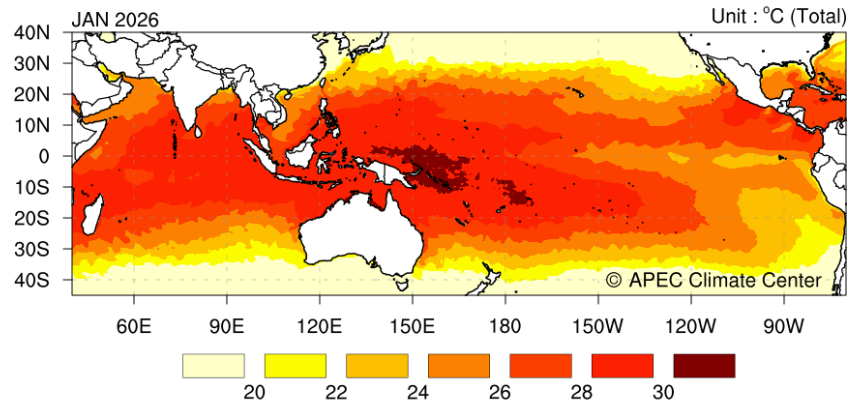 JAN 2026
Unit : °C (Total)
40N
30N
20N
10N
0
10S
20S
30S
40S
© APEC Climate Center
60E 90E 120E 150E 180 150W 120W 90W
20 22 24 26 28 30